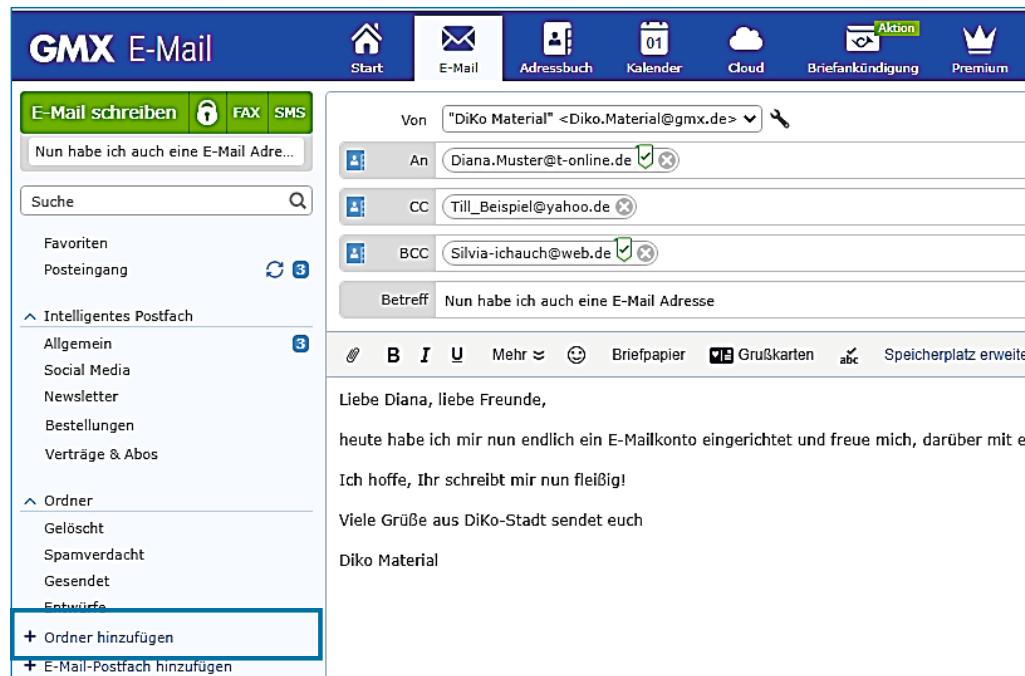 GMX E-Mail
Start
E-Mail
Adressbuch
01
Kalender
Cloud
Aktion
Briefankündigung
Premium
E-Mail schreiben FAX SMS
Nun habe ich auch eine E-Mail Adre...
Suche
Favoriten
Posteingang 3
Intelligentes Postfach
Allgemein 3
Social Media
Newsletter
Bestellungen
Verträge & Abos
Ordner
Gelöscht
Spamverdacht
Gesendet
Entwürfe
+ Ordner hinzufügen
+ E-Mail-Postfach hinzufügen
Von "DiKo Material" <Diko.Material@gmx.de>
An Diana.Muster@t-online.de
CC Till_Beispiel@yahoo.de
BCC Silvia-ichauch@web.de
Betreff Nun habe ich auch eine E-Mail Adresse
B I U Mehr Briefpapier Grußkarten abc Speicherplatz erweite
Liebe Diana, liebe Freunde,
heute habe ich mir nun endlich ein E-Mailkonto eingerichtet und freue mich, darüber mit e
Ich hoffe, Ihr schreibt mir nun fleißig!
Viele Grüße aus DiKo-Stadt sendet euch
Diko Material